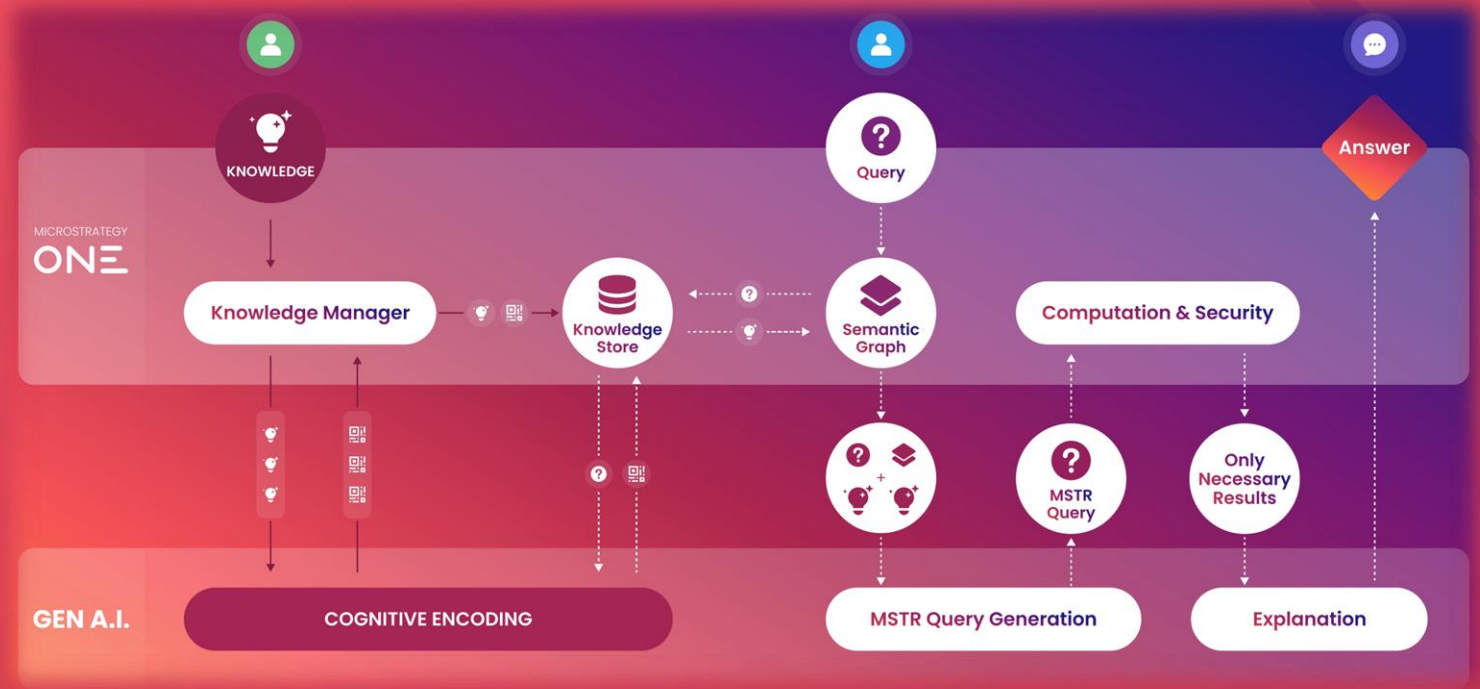 KNOWLEDGE
Query
Answer
MICROSTRATEGY
ONE
Knowledge Manager
Knowledge
Store
Semantic
Graph
Computation & Security
MSTR
Query
Only
Necessary
Results
GEN A.I.
COGNITIVE ENCODING
MSTR Query Generation
Explanation